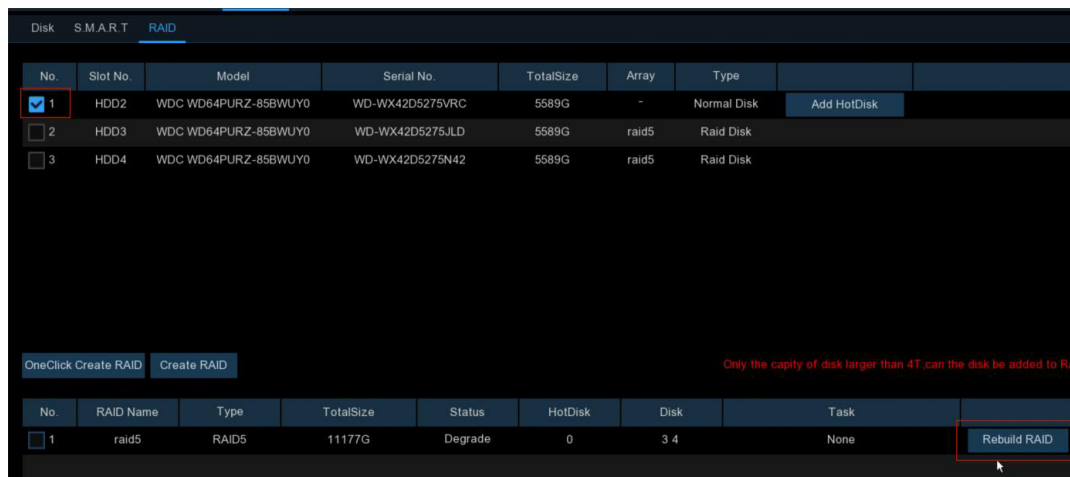 Disk S.M.A.R.T RAID
No. Slot No. Model Serial No. TotalSize Array Type
1 HDD2 WDC WD64PURZ-85BWUY0 WD-WX42D5275VRC 5589G - Normal Disk Add HotDisk
2 HDD3 WDC WD64PURZ-85BWUY0 WD-WX42D5275JLD 5589G raid5 Raid Disk
3 HDD4 WDC WD64PURZ-85BWUY0 WD-WX42D5275N42 5589G raid5 Raid Disk
OneClick Create RAID Create RAID Only the capity of disk larger than 4T,can the disk be added to R
No. RAID Name Type TotalSize Status HotDisk Disk Task
1 raid5 RAID5 11177G Degrade 0 3 4 None Rebuild RAID